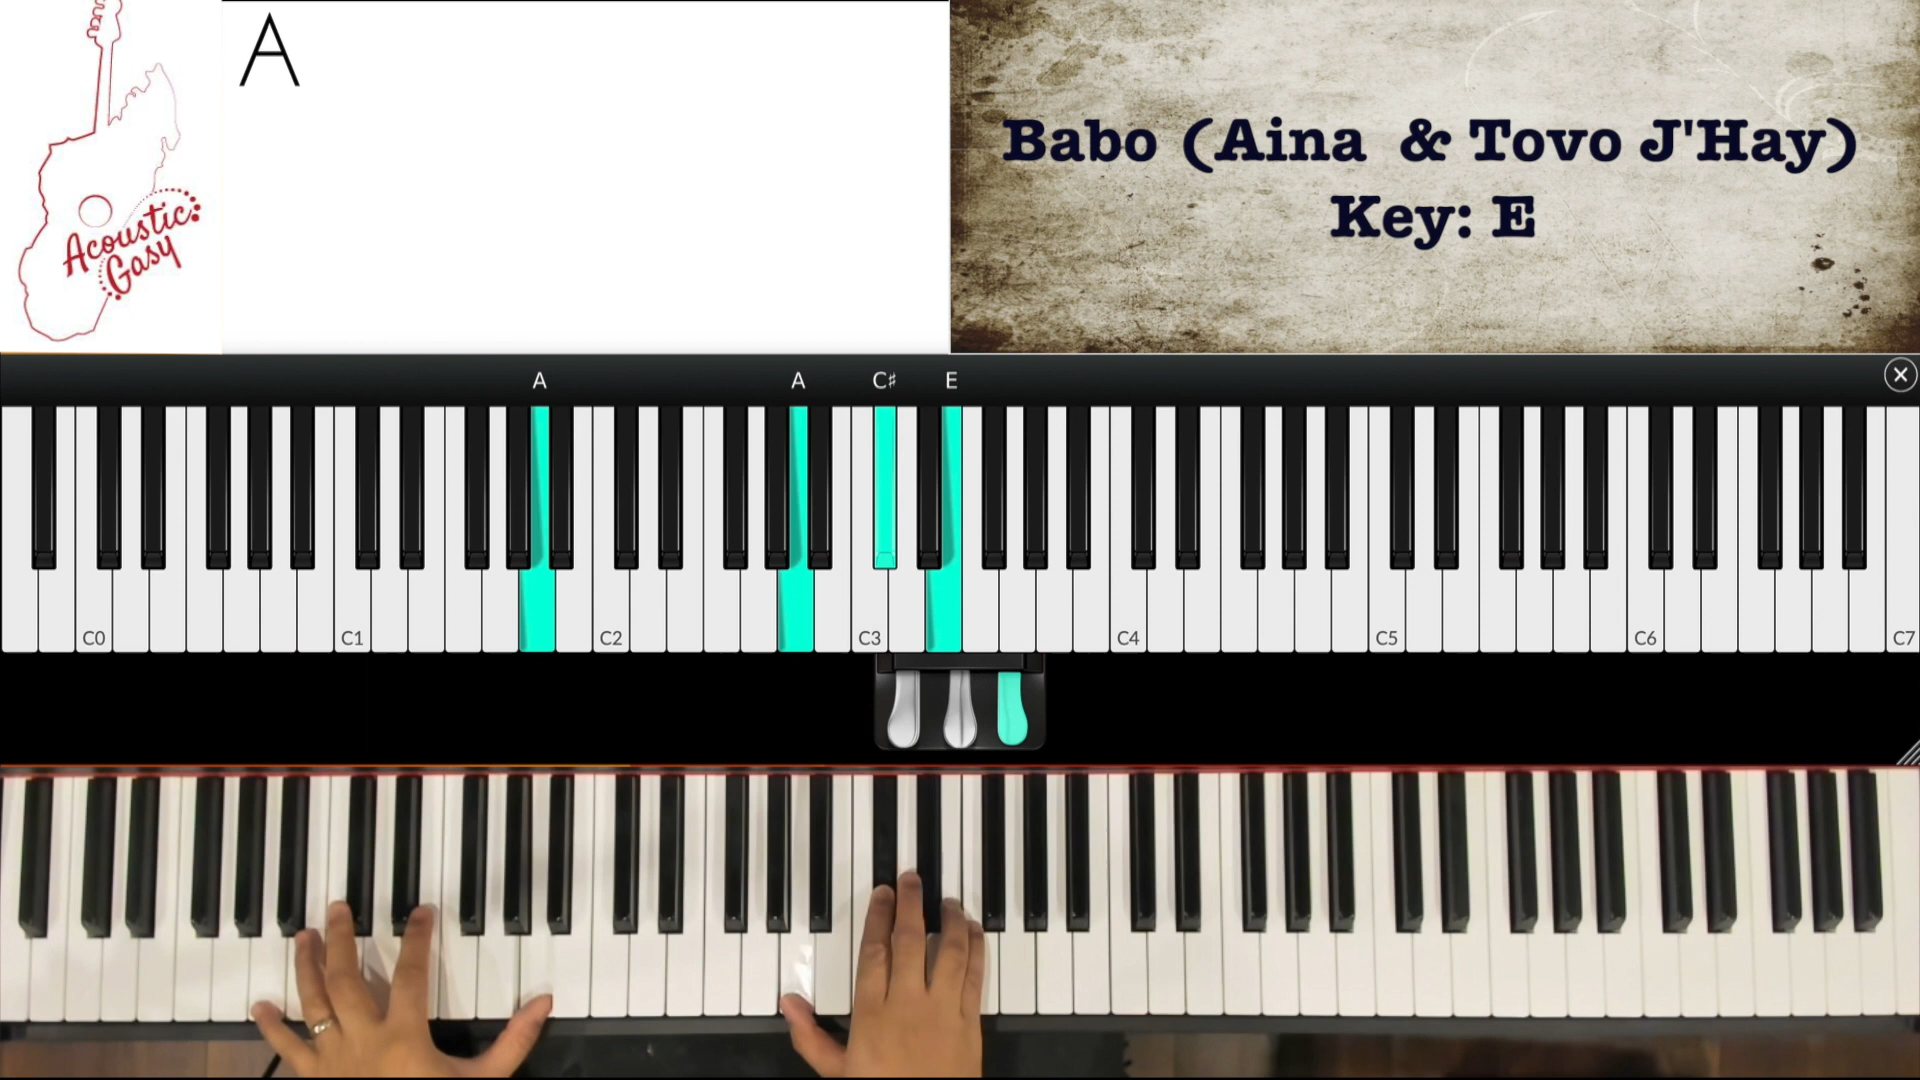 Acoustic
Gasy
A
Babo (Aina & Tovo J'Hay)
Key: E
A A C♯ E
C0 C1 C2 C3 C4 C5 C6 C7